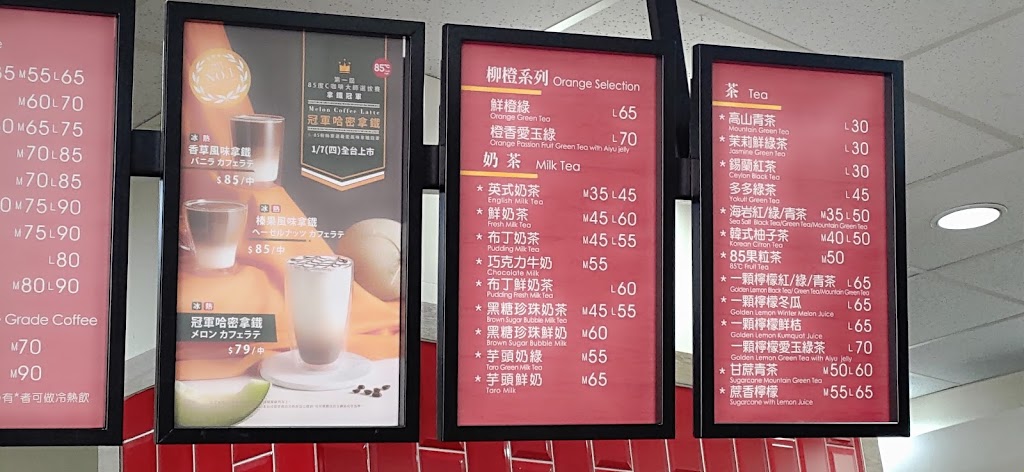 e
85 M55 L65
M60 L70
0 M65 L75
M70 L85
M70 L85
0 M75 L90
M75 L90
L80
M80 L90
e Grade Coffee
M70
M90
有*者可做冷熱飲
NO.1
冰 熱
香草風味拿鐵
バニラ カフェラテ
$85/中
冰 熱
榛果風味拿鐵
ヘーゼルナッツ カフェラテ
$85/中
冰 熱
冠軍哈密拿鐵
メロン カフェラテ
$79/中
85℃
第一屆
85度C咖啡大師選拔賽
拿鐵冠軍
Melon Coffee Latte
冠軍哈密拿鐵
1/7(四)全台上市
柳橙系列 Orange Selection
鮮橙綠 L65
Orange Green Tea
橙香愛玉綠 L70
Orange Passion Fruit Green Tea with Aiyu jelly
奶茶 Milk Tea
* 英式奶茶 M35 L45
English Milk Tea
* 鮮奶茶 M45 L60
Fresh Milk Tea
* 布丁奶茶 M45 L55
Pudding Milk Tea
* 巧克力牛奶 M55
Chocolate Milk
* 布丁鮮奶茶 L60
Pudding Fresh Milk Tea
* 黑糖珍珠奶茶 M45 L55
Brown Sugar Bubble Milk Tea
* 黑糖珍珠鮮奶 M60
Brown Sugar Bubble Milk
* 芋頭奶綠 M55
Taro Green Milk Tea
* 芋頭鮮奶 M65
Taro Milk
茶 Tea
* 高山青茶 L30
Mountain Green Tea
* 茉莉鮮綠茶 L30
Jasmine Green Tea
* 錫蘭紅茶 L30
Ceylon Black Tea
多多綠茶 L45
Yakult Green Tea
* 海岩紅/綠/青茶 M35 L50
Sea Salt Black Tea/Green Tea/Mountain Green Tea
* 韓式柚子茶 M40 L50
Korean Citron Tea
* 85果粒茶 M50
85℃ Fruit Tea
* 一顆檸檬紅/綠/青茶 L65
Golden Lemon Black Tea/Green Tea/Mountain Green Tea
* 一顆檸檬冬瓜 L65
Golden Lemon Winter Melon Juice
* 一顆檸檬鮮桔 L65
Golden Lemon Kumquat Juice
一顆檸檬愛玉綠茶 L70
Golden Lemon Green Tea with Aiyu jelly
* 甘蔗青茶 M50 L60
Sugarcane Mountain Green Tea
* 蔗香檸檬 M55 L65
Sugarcane with Lemon Juice